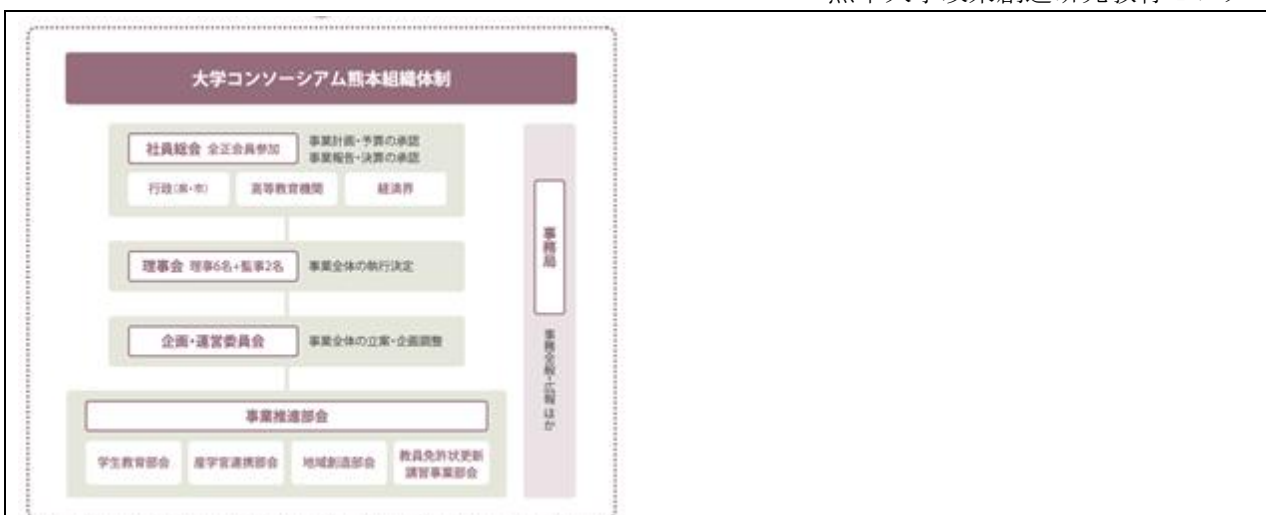 大学コンソーシアム熊本組織体制
社員総会 全正会員参加
事業計画・予算の承認
事業報告・決算の承認
行政(県・市)
高等教育機関
経済界
理事会 理事6名+監事2名
事業全体の執行決定
企画・運営委員会
事業全体の立案・企画調整
事業推進部会
学生教育部会
産学官連携部会
地域創造部会
教員免許状更新
講習事業部会
事務局
事務全般・広報 ほか